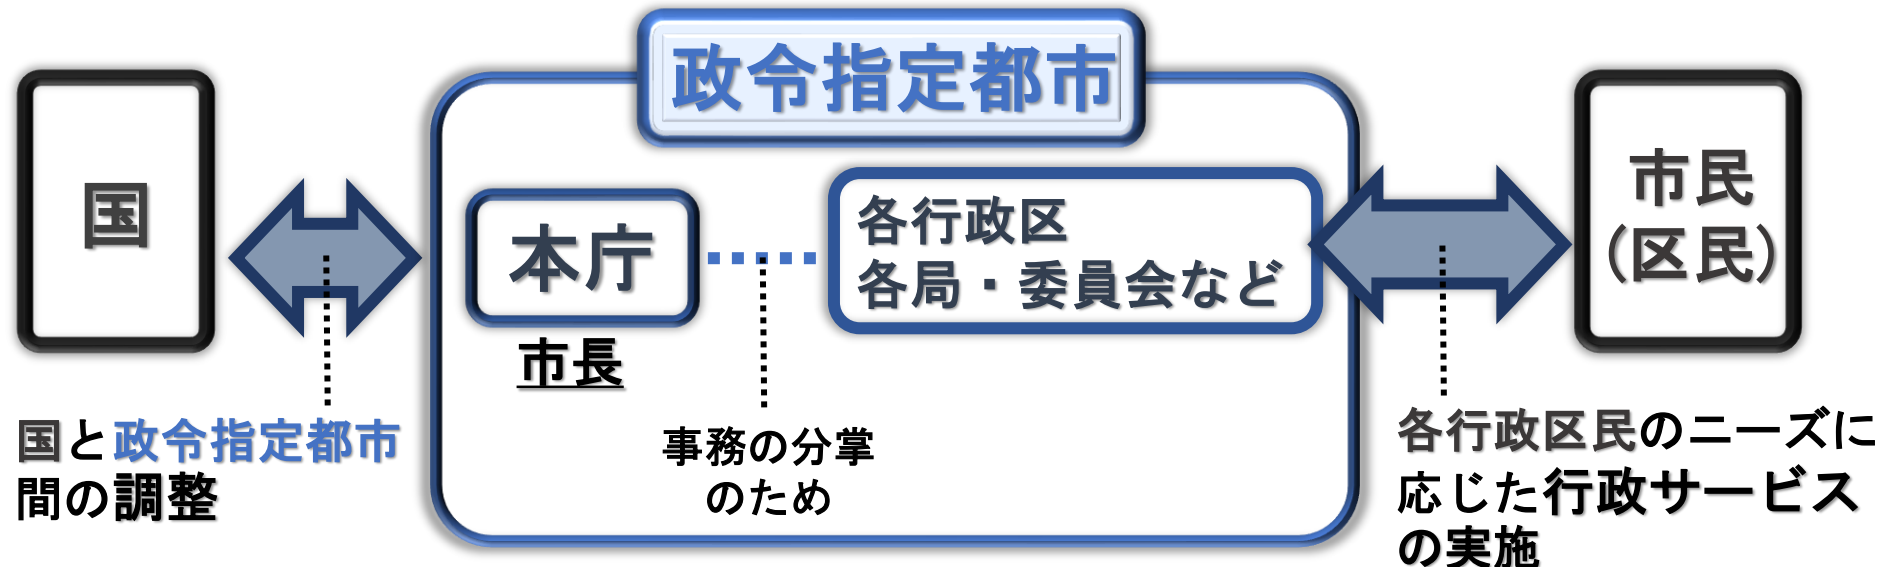 政令指定都市
国
本庁
市長
各行政区
各局・委員会など
市民
(区民)
国と政令指定都市
間の調整
事務の分掌
のため
各行政区民のニーズに
応じた行政サービス
の実施